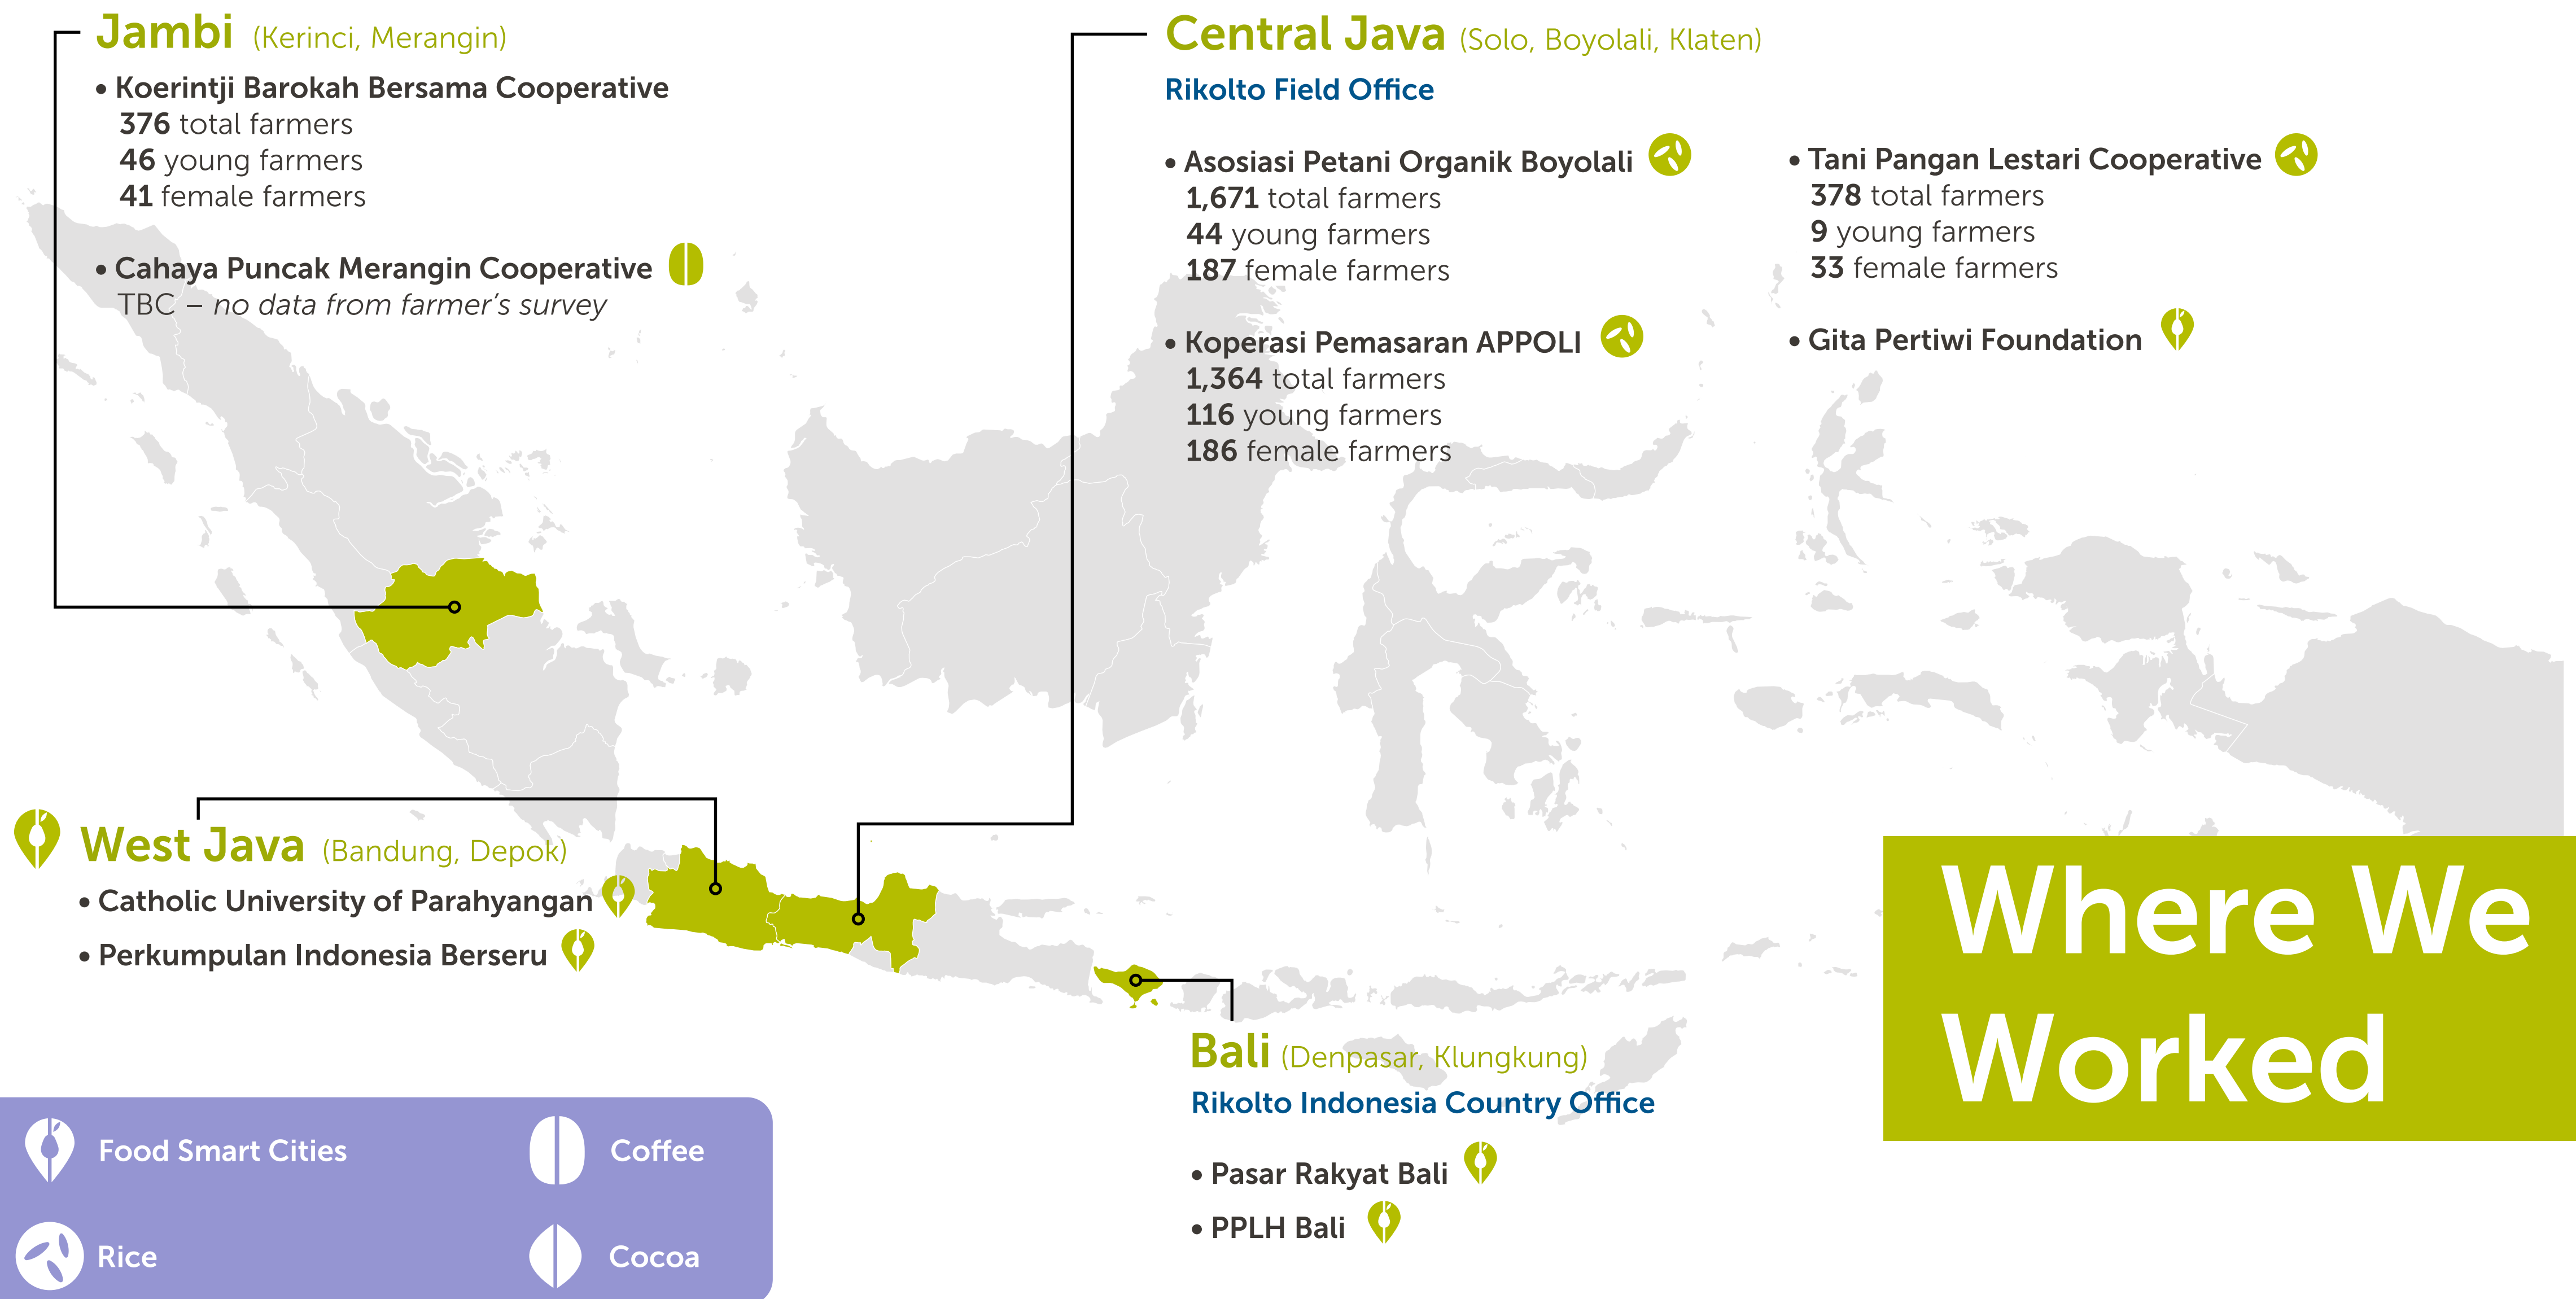 Jambi (Kerinci, Merangin)
• Koerintji Barokah Bersama Cooperative
376 total farmers
46 young farmers
41 female farmers
• Cahaya Puncak Merangin Cooperative
TBC – no data from farmer's survey
Central Java (Solo, Boyolali, Klaten)
Rikolto Field Office
• Asosiasi Petani Organik Boyolali
1,671 total farmers
44 young farmers
187 female farmers
• Koperasi Pemasaran APPOLI
1,364 total farmers
116 young farmers
186 female farmers
• Tani Pangan Lestari Cooperative
378 total farmers
9 young farmers
33 female farmers
• Gita Pertiwi Foundation
West Java (Bandung, Depok)
• Catholic University of Parahyangan
• Perkumpulan Indonesia Berseru
Bali (Denpasar, Klungkung)
Rikolto Indonesia Country Office
• Pasar Rakyat Bali
• PPLH Bali
Where We
Worked
Food Smart Cities
Coffee
Rice
Cocoa